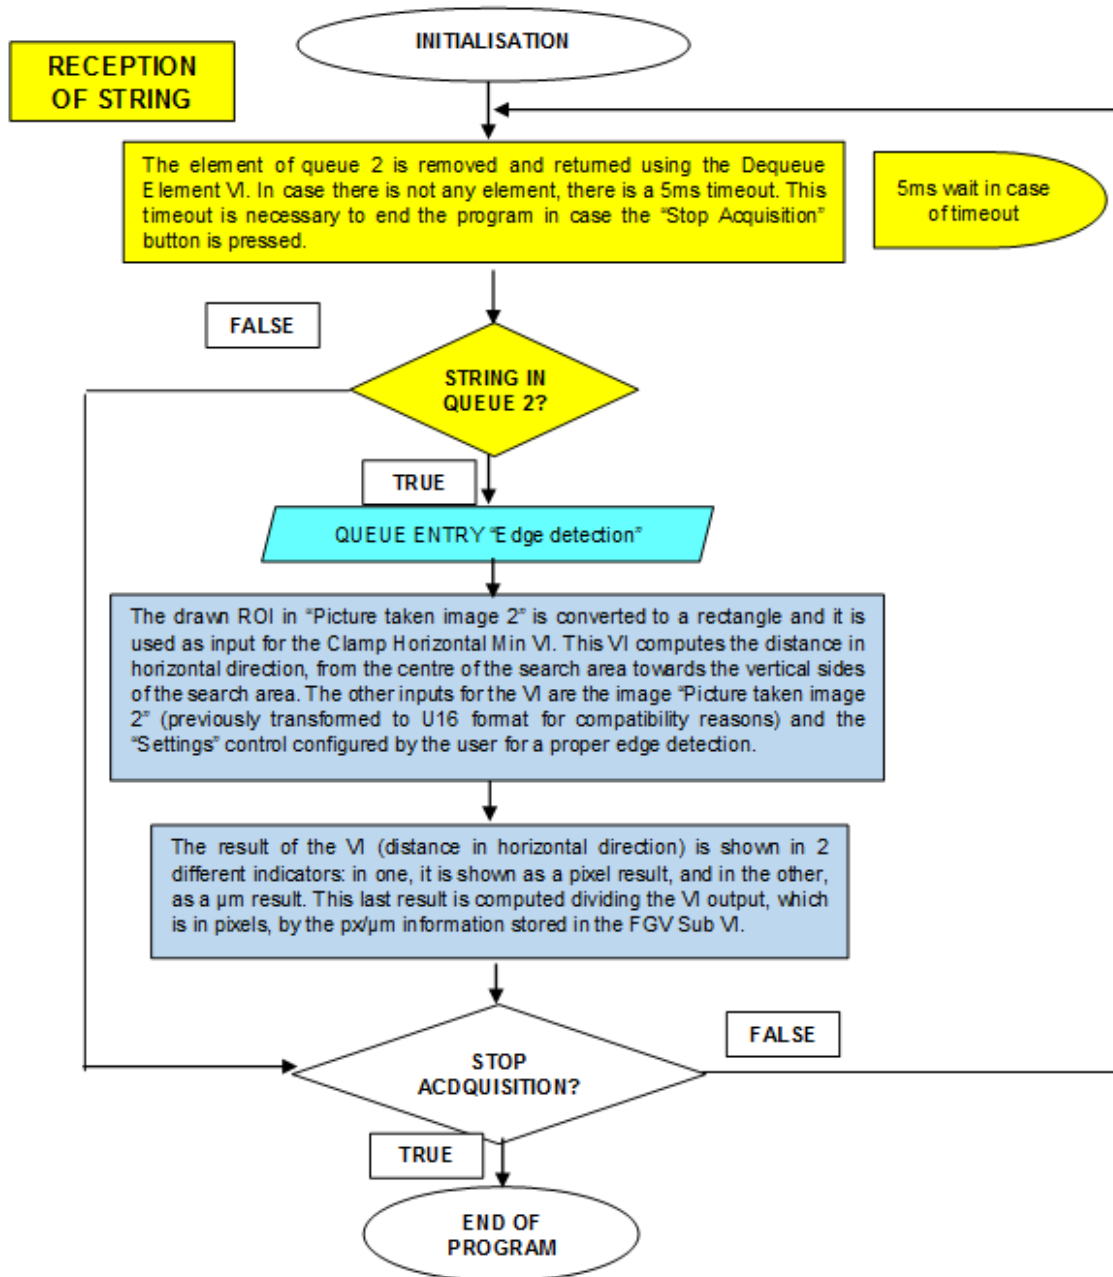 INITIALISATION
RECEPTION
OF STRING
The element of queue 2 is removed and returned using the Dequeue
Element VI. In case there is not any element, there is a 5ms timeout. This
timeout is necessary to end the program in case the “Stop Acquisition”
button is pressed.
5ms wait in case
of timeout
FALSE
STRING IN
QUEUE 2?
TRUE
QUEUE ENTRY “Edge detection”
The drawn ROI in “Picture taken image 2” is converted to a rectangle and it is
used as input for the Clamp Horizontal Min VI. This VI computes the distance in
horizontal direction, from the centre of the search area towards the vertical sides
of the search area. The other inputs for the VI are the image “Picture taken image
2” (previously transformed to U16 format for compatibility reasons) and the
“Settings” control configured by the user for a proper edge detection.
The result of the VI (distance in horizontal direction) is shown in 2
different indicators: in one, it is shown as a pixel result, and in the other,
as a µm result. This last result is computed dividing the VI output, which
is in pixels, by the px/µm information stored in the FGV Sub VI.
FALSE
STOP
ACDQUISITION?
TRUE
END OF
PROGRAM